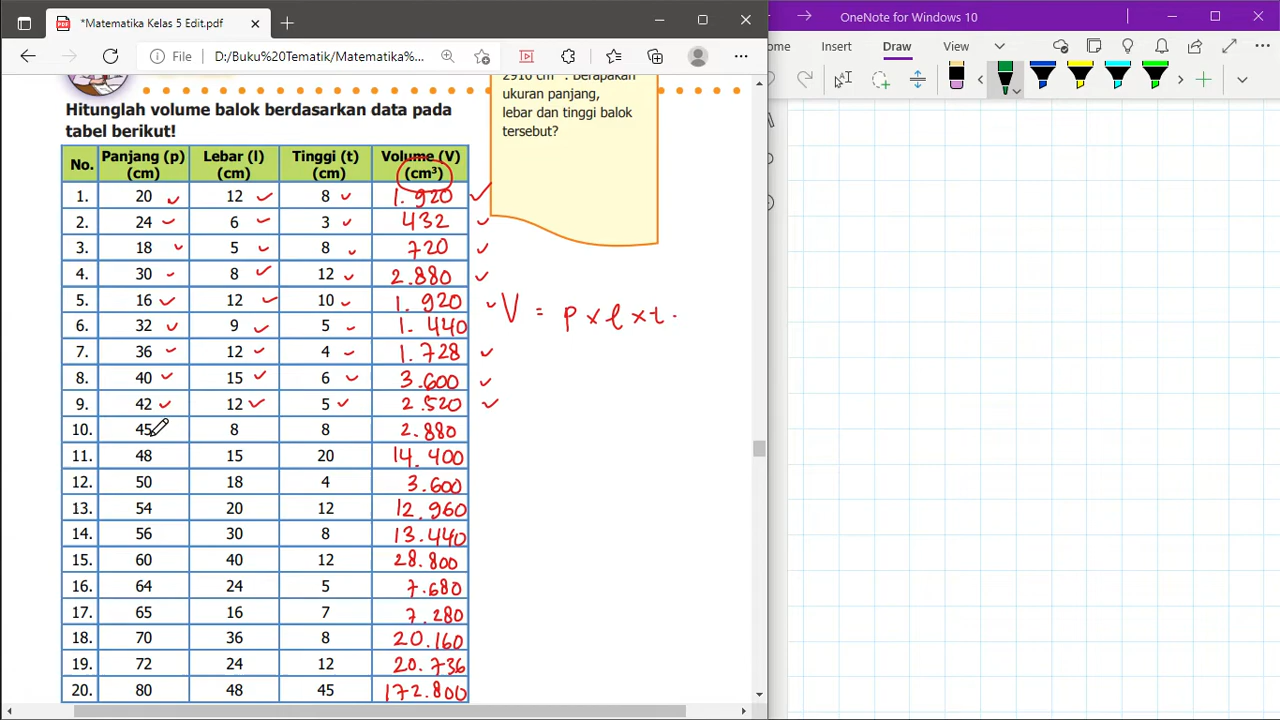 *Matematika Kelas 5 Edit.pdf
OneNote for Windows 10
File
D:/Buku%20Tematik/Matematika%...
ome
Insert
Draw
View
2910 cm . Berapakah
ukuran panjang,
lebar dan tinggi balok
tersebut?
Hitunglah volume balok berdasarkan data pada
tabel berikut!
No. Panjang (p) (cm) Lebar (l) (cm) Tinggi (t) (cm) Volume (V) (cm³)
1. 20 12 8 1.920
2. 24 6 3 432
3. 18 5 8 720
4. 30 8 12 2.880
5. 16 12 10 1.920
V = p x l x t.
6. 32 9 5 1.440
7. 36 12 4 1.728
8. 40 15 6 3.600
9. 42 12 5 2.520
10. 45 8 8 2.880
11. 48 15 20 14.400
12. 50 18 4 3.600
13. 54 20 12 12.960
14. 56 30 8 13.440
15. 60 40 12 28.800
16. 64 24 5 7.680
17. 65 16 7 7.280
18. 70 36 8 20.160
19. 72 24 12 20.736
20. 80 48 45 172.800